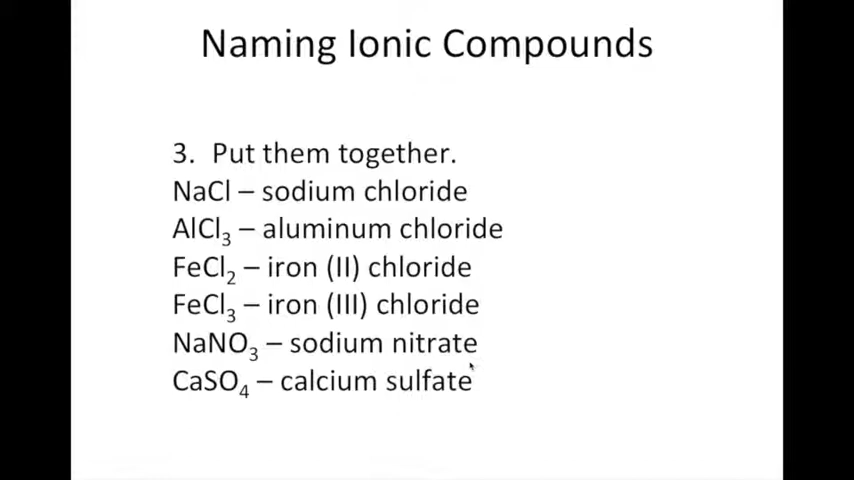 Naming Ionic Compounds
3. Put them together.
NaCl – sodium chloride
AlCl₃ – aluminum chloride
FeCl₂ – iron (II) chloride
FeCl₃ – iron (III) chloride
NaNO₃ – sodium nitrate
CaSO₄ – calcium sulfate